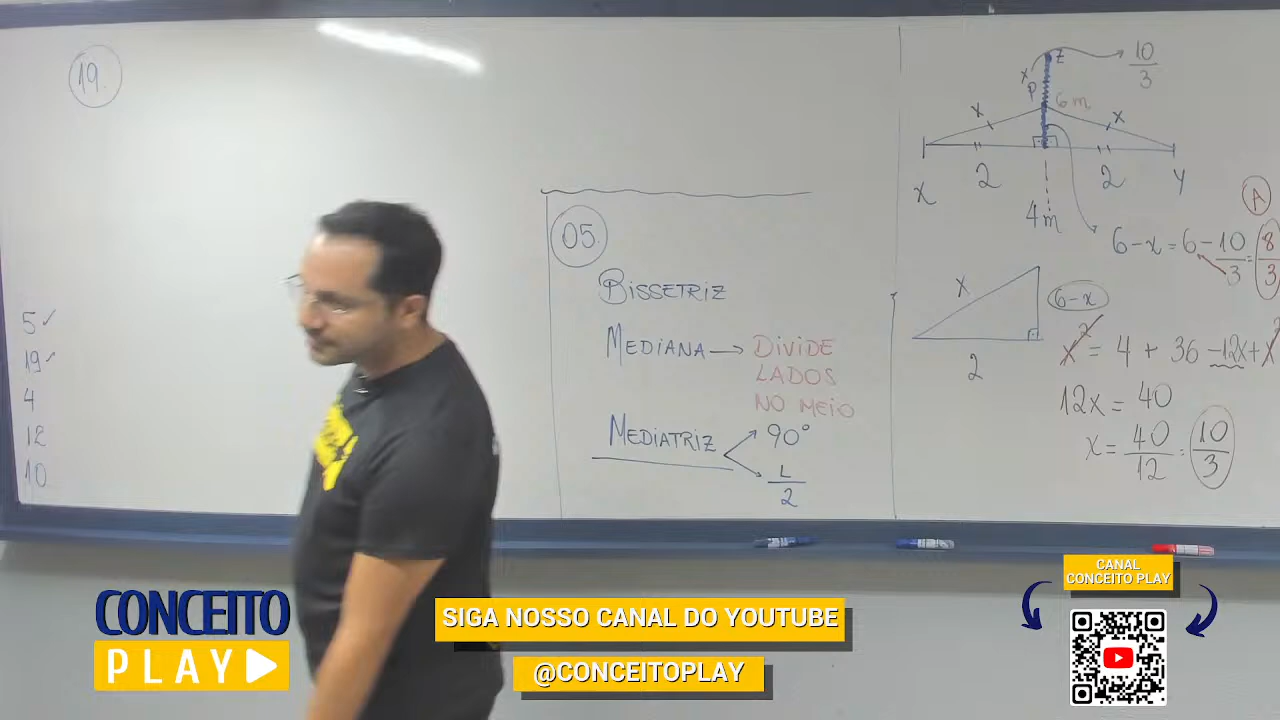 19.
5 ✓
19 ✓
4
12
10
05.
BISSETRIZ
MEDIANA → DIVIDE
LADOS
NO MEIO
MEDIATRIZ
90°
L/2
z
10/3
x
P
6m
x
x
2
2
X
Y
4m
A
6-x = 6 - 10/3 = 8/3
x
6-x
2
x² = 4 + 36 - 12x + x²
12x = 40
x = 40/12 = 10/3
CONCEITO
PLAY
SIGA NOSSO CANAL DO YOUTUBE
@CONCEITOPLAY
CANAL
CONCEITO PLAY